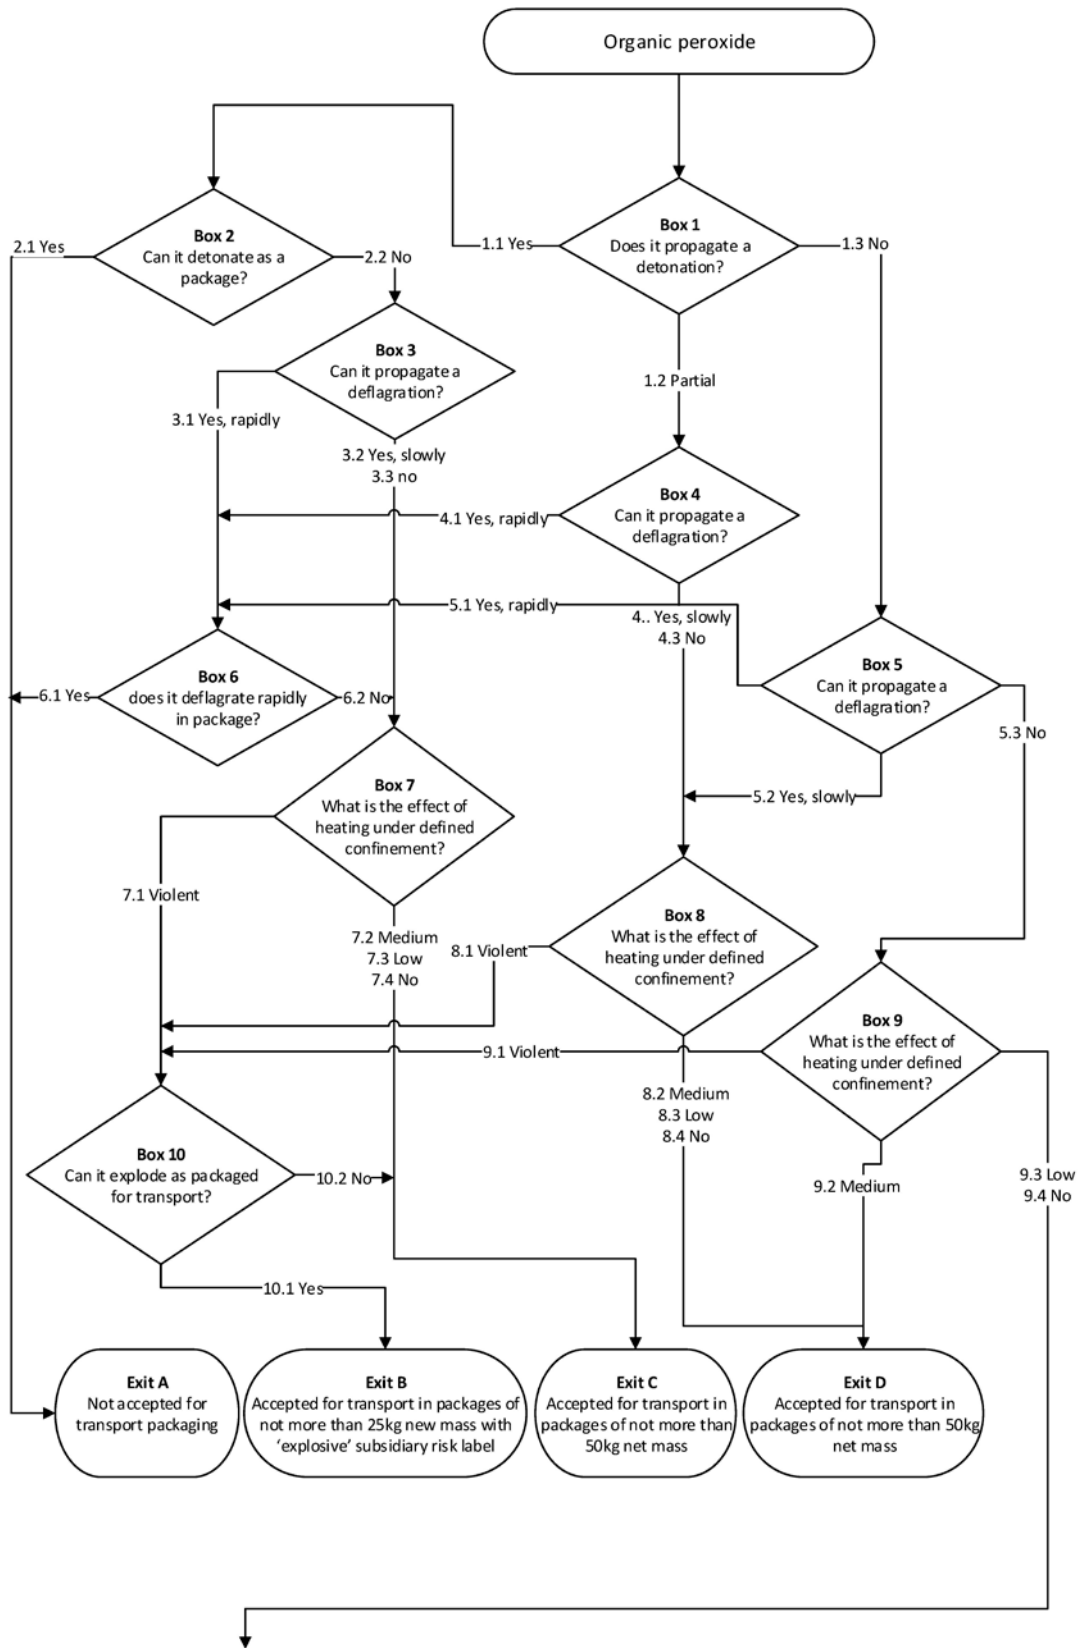 Organic peroxide
Box 1
Does it propagate a
detonation?
1.1 Yes
1.3 No
1.2 Partial
Box 2
Can it detonate as a
package?
2.1 Yes
2.2 No
Box 3
Can it propagate a
deflagration?
3.1 Yes, rapidly
3.2 Yes, slowly
3.3 no
Box 4
Can it propagate a
deflagration?
4.1 Yes, rapidly
4.. Yes, slowly
4.3 No
5.1 Yes, rapidly
Box 5
Can it propagate a
deflagration?
5.2 Yes, slowly
5.3 No
Box 6
does it deflagrate rapidly
in package?
6.1 Yes
6.2 No
Box 7
What is the effect of
heating under defined
confinement?
7.1 Violent
7.2 Medium
7.3 Low
7.4 No
Box 8
What is the effect of
heating under defined
confinement?
8.1 Violent
8.2 Medium
8.3 Low
8.4 No
Box 9
What is the effect of
heating under defined
confinement?
9.1 Violent
9.2 Medium
9.3 Low
9.4 No
Box 10
Can it explode as packaged
for transport?
10.2 No
10.1 Yes
Exit A
Not accepted for
transport packaging
Exit B
Accepted for transport in packages of
not more than 25kg new mass with
‘explosive’ subsidiary risk label
Exit C
Accepted for transport in
packages of not more than
50kg net mass
Exit D
Accepted for transport in
packages of not more than 50kg
net mass